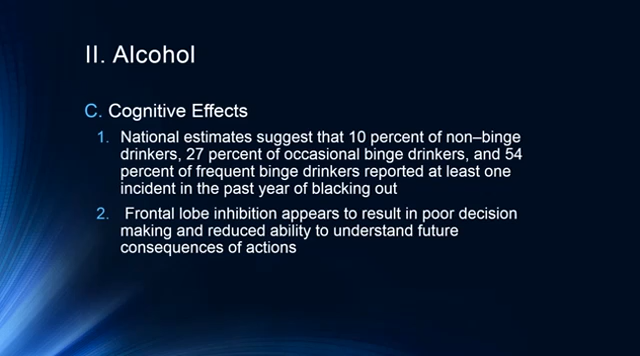 II. Alcohol
C. Cognitive Effects
1. National estimates suggest that 10 percent of non–binge
drinkers, 27 percent of occasional binge drinkers, and 54
percent of frequent binge drinkers reported at least one
incident in the past year of blacking out
2. Frontal lobe inhibition appears to result in poor decision
making and reduced ability to understand future
consequences of actions